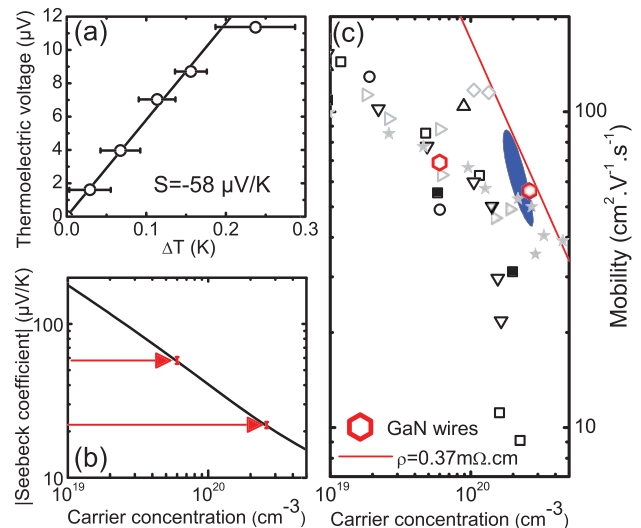 (a)
Thermoelectric voltage (µV)
12
10
8
6
4
2
0
S=-58 µV/K
0.0 0.1 0.2 0.3
ΔT (K)
(b)
|Seebeck coefficient| (µV/K)
100
10
10^19 10^20
Carrier concentration (cm^-3)
(c)
100
10
Mobility (cm².V⁻¹.s⁻¹)
GaN wires
ρ=0.37mΩ.cm
10^19 10^20
Carrier concentration (cm^-3)